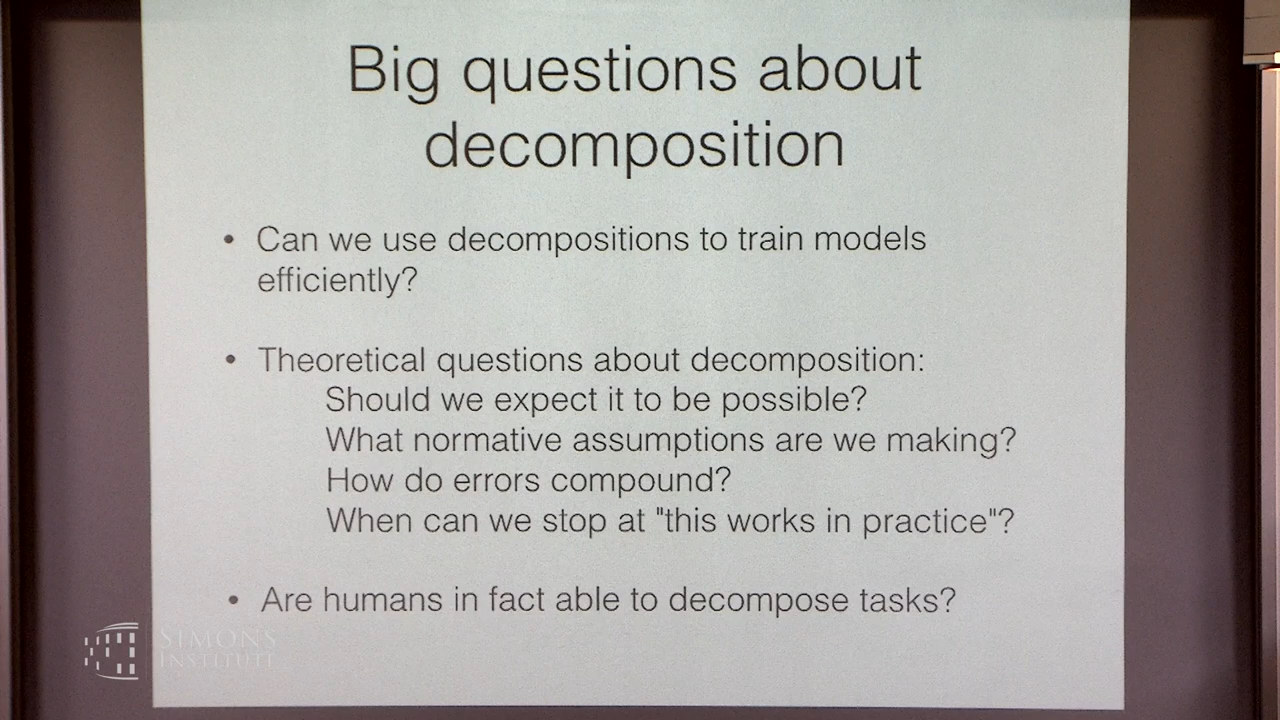 Big questions about
decomposition
• Can we use decompositions to train models
efficiently?
• Theoretical questions about decomposition:
Should we expect it to be possible?
What normative assumptions are we making?
How do errors compound?
When can we stop at "this works in practice"?
• Are humans in fact able to decompose tasks?
SIMONS
INSTITUTE